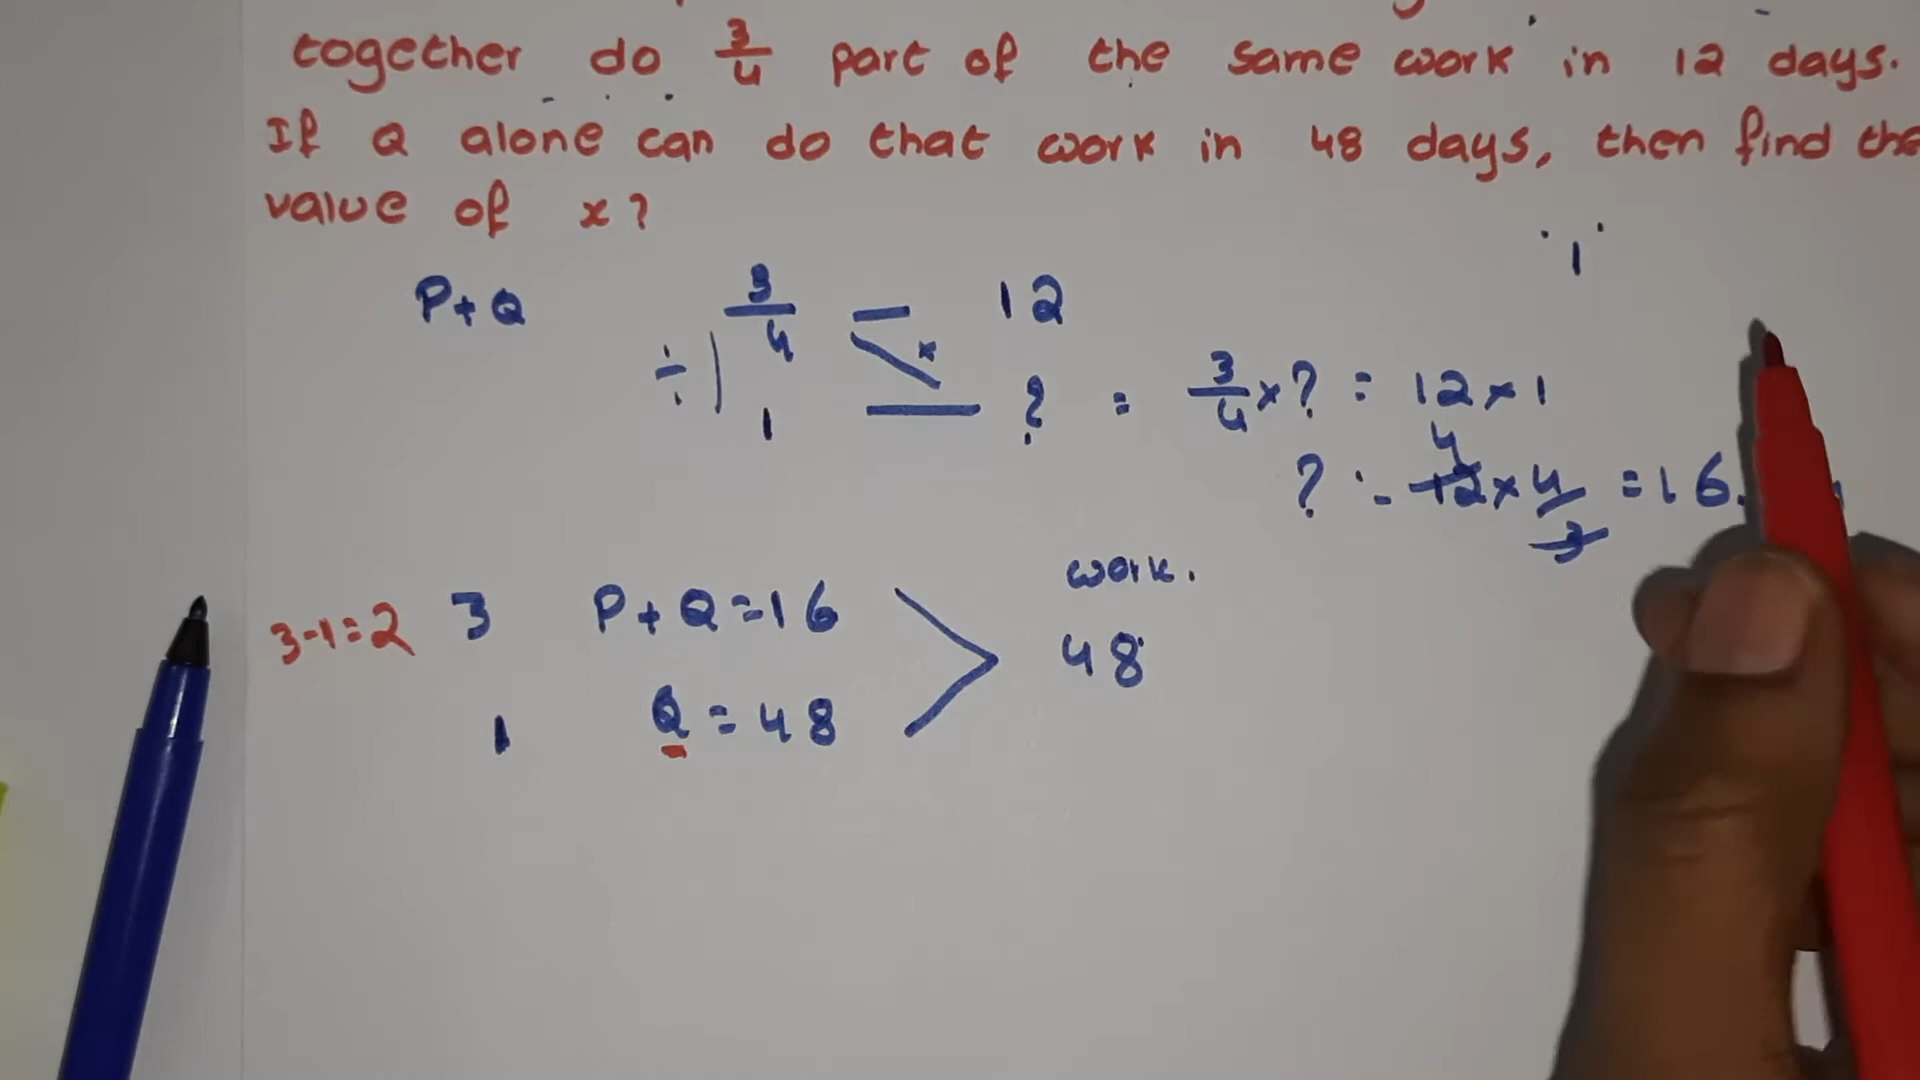 together do 3/4 part of the same work in 12 days.
If Q alone can do that work in 48 days, then find the
value of x?
P+Q 3/4 12
÷ 1 × ? = 3/4 × ? = 12 × 1
4
? = 12 × 4/3 = 16.
work.
3-1=2 3 P+Q=16 48
1 Q=48